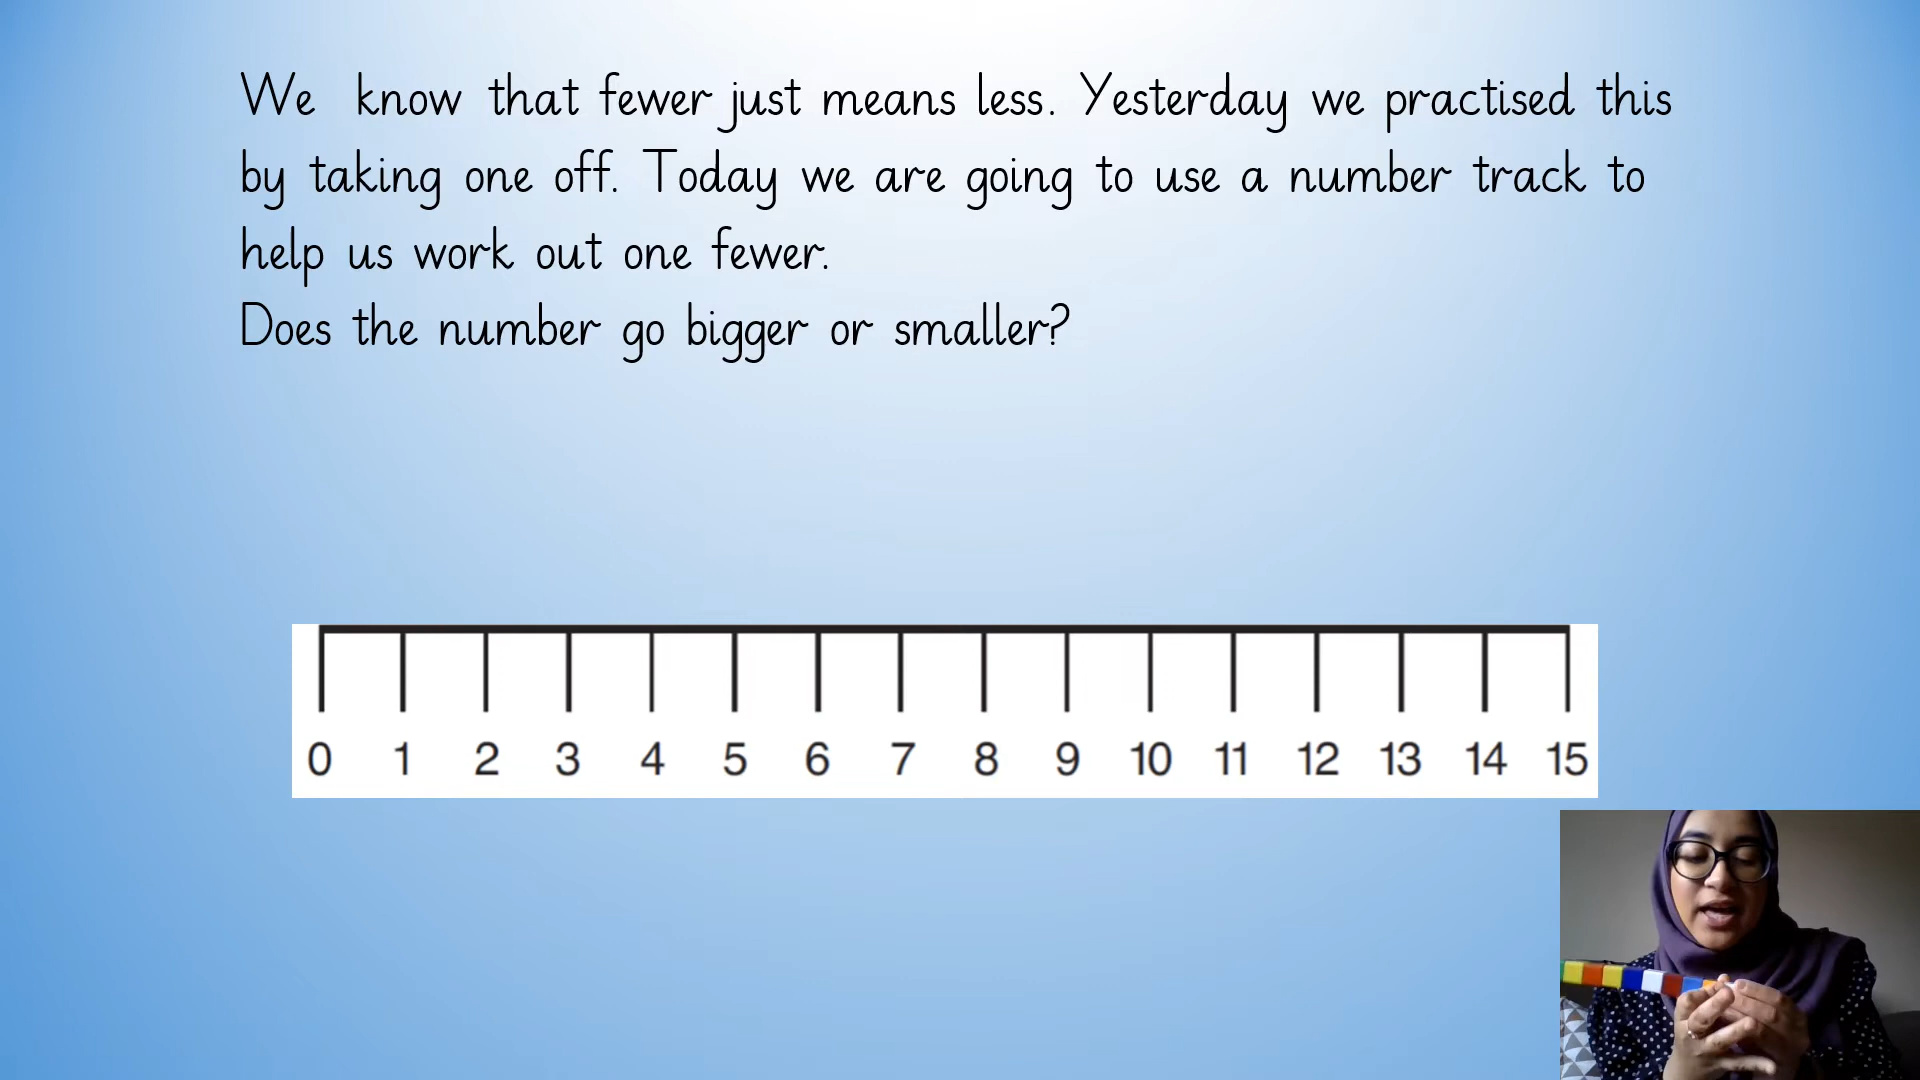 We know that fewer just means less. Yesterday we practised this
by taking one off. Today we are going to use a number track to
help us work out one fewer.
Does the number go bigger or smaller?
0 1 2 3 4 5 6 7 8 9 10 11 12 13 14 15